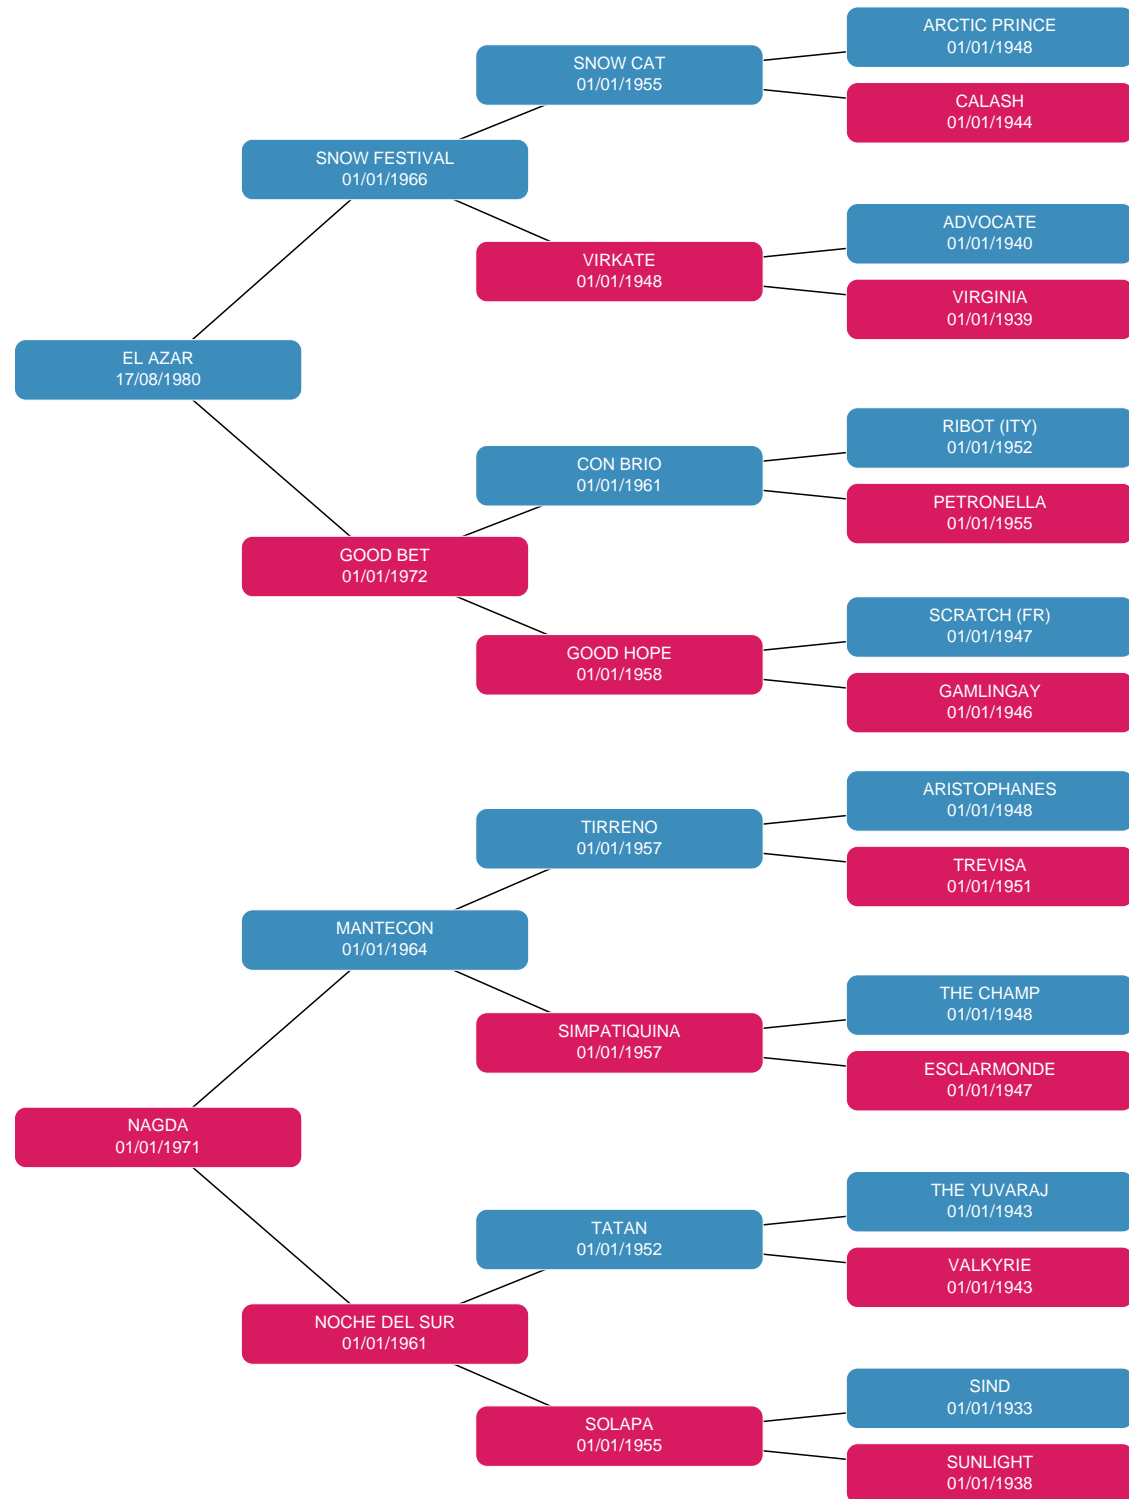 ARCTIC PRINCE
01/01/1948
SNOW CAT
01/01/1955
CALASH
01/01/1944
SNOW FESTIVAL
01/01/1966
ADVOCATE
01/01/1940
VIRKATE
01/01/1948
VIRGINIA
01/01/1939
EL AZAR
17/08/1980
RIBOT (ITY)
01/01/1952
CON BRIO
01/01/1961
PETRONELLA
01/01/1955
GOOD BET
01/01/1972
SCRATCH (FR)
01/01/1947
GOOD HOPE
01/01/1958
GAMLINGAY
01/01/1946
ARISTOPHANES
01/01/1948
TIRRENO
01/01/1957
TREVISA
01/01/1951
MANTECON
01/01/1964
THE CHAMP
01/01/1948
SIMPATIQUINA
01/01/1957
ESCLARMONDE
01/01/1947
NAGDA
01/01/1971
THE YUVARAJ
01/01/1943
TATAN
01/01/1952
VALKYRIE
01/01/1943
NOCHE DEL SUR
01/01/1961
SIND
01/01/1933
SOLAPA
01/01/1955
SUNLIGHT
01/01/1938